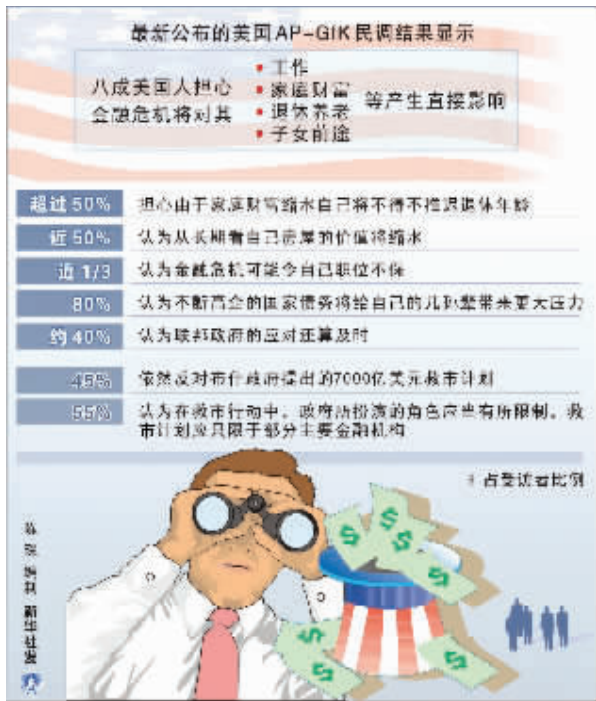 最新公布的美国AP-GfK民调结果显示
八成美国人担心
金融危机将对其
• 工作
• 家庭财富
• 退休养老
• 子女前途
等产生直接影响
超过50% 担心由于家庭财富缩水自己将不得不推迟退休年龄
近50% 认为从长期看自己房屋的价值将缩水
近1/3 认为金融危机可能令自己职位不保
80% 认为不断高企的国家债务将给自己的儿孙辈带来更大压力
约40% 认为联邦政府的应对还算及时
45% 依然反对布什政府提出的7000亿美元救市计划
55% 认为在救市行动中，政府所扮演的角色应当有所限制，救
市计划应只限于部分主要金融机构
占受访者比例
编制 新华社发